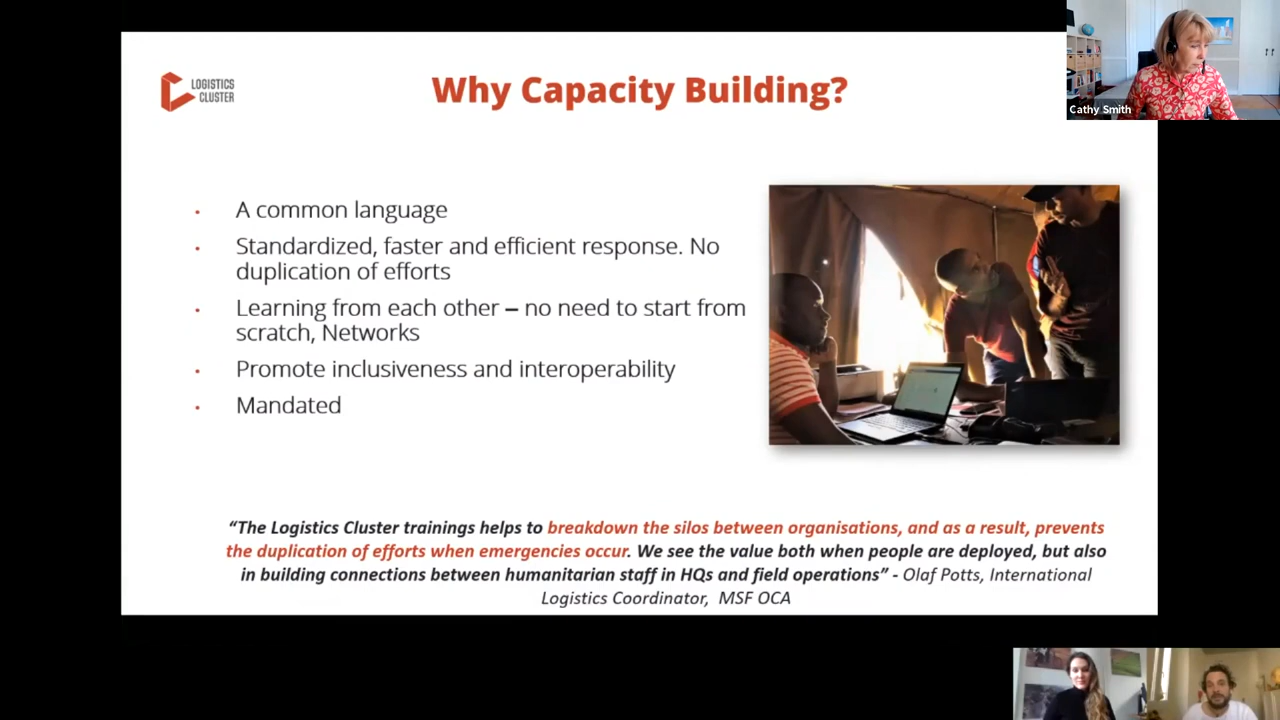 LOGISTICS
CLUSTER
Why Capacity Building?
Cathy Smith
• A common language
• Standardized, faster and efficient response. No
duplication of efforts
• Learning from each other – no need to start from
scratch, Networks
• Promote inclusiveness and interoperability
• Mandated
“The Logistics Cluster trainings helps to breakdown the silos between organisations, and as a result, prevents
the duplication of efforts when emergencies occur. We see the value both when people are deployed, but also
in building connections between humanitarian staff in HQs and field operations” - Olaf Potts, International
Logistics Coordinator, MSF OCA